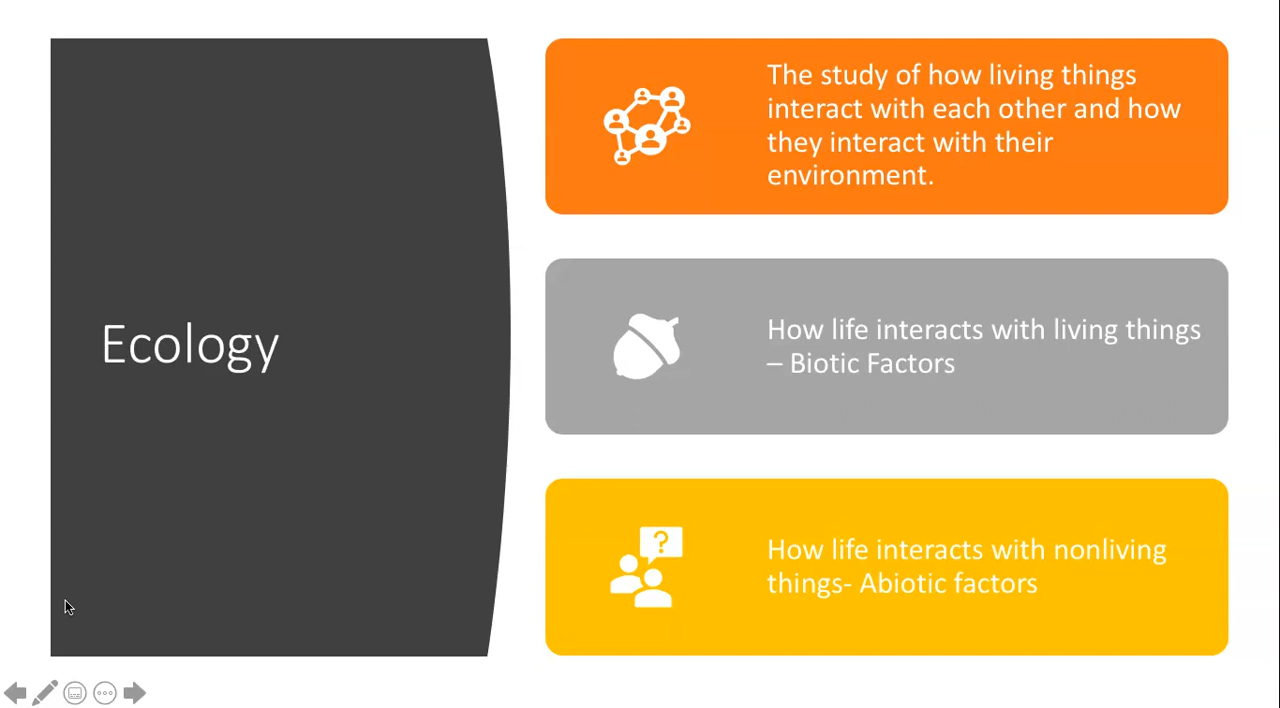 Ecology
The study of how living things
interact with each other and how
they interact with their
environment.
How life interacts with living things
– Biotic Factors
?
How life interacts with nonliving
things- Abiotic factors